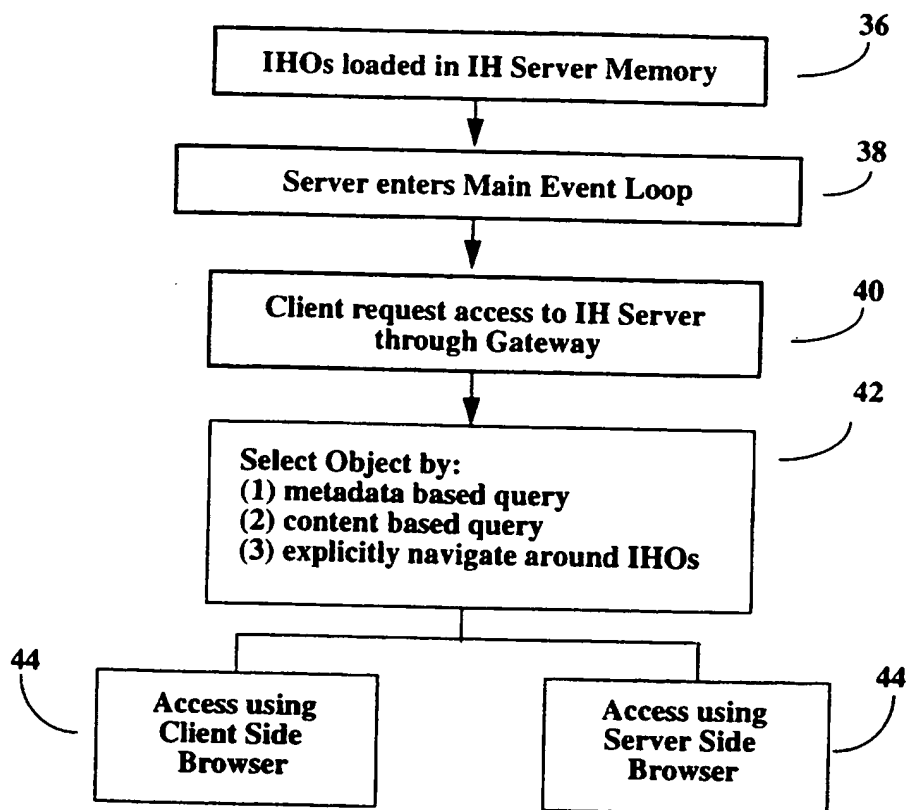 36
IHOs loaded in IH Server Memory
38
Server enters Main Event Loop
40
Client request access to IH Server
through Gateway
42
Select Object by:
(1) metadata based query
(2) content based query
(3) explicitly navigate around IHOs
44
Access using
Client Side
Browser
44
Access using
Server Side
Browser